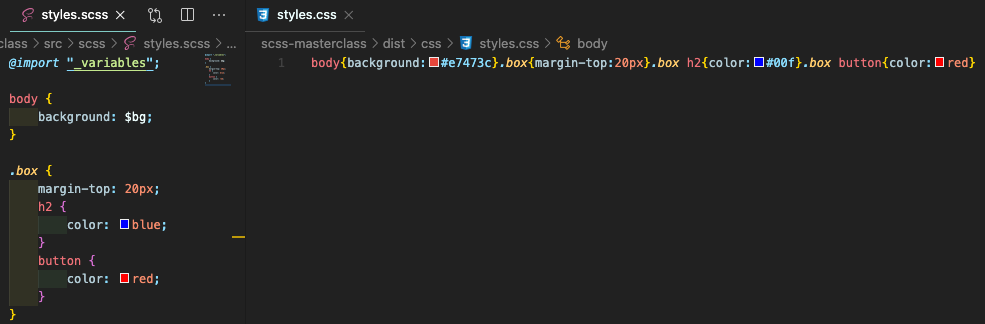 styles.scss
class > src > scss > styles.scss > ...
@import "_variables";
body {
background: $bg;
}
.box {
margin-top: 20px;
h2 {
color: blue;
}
button {
color: red;
}
}
styles.css
scss-masterclass > dist > css > styles.css > body
1 body{background:#e7473c}.box{margin-top:20px}.box h2{color:#00f}.box button{color:red}